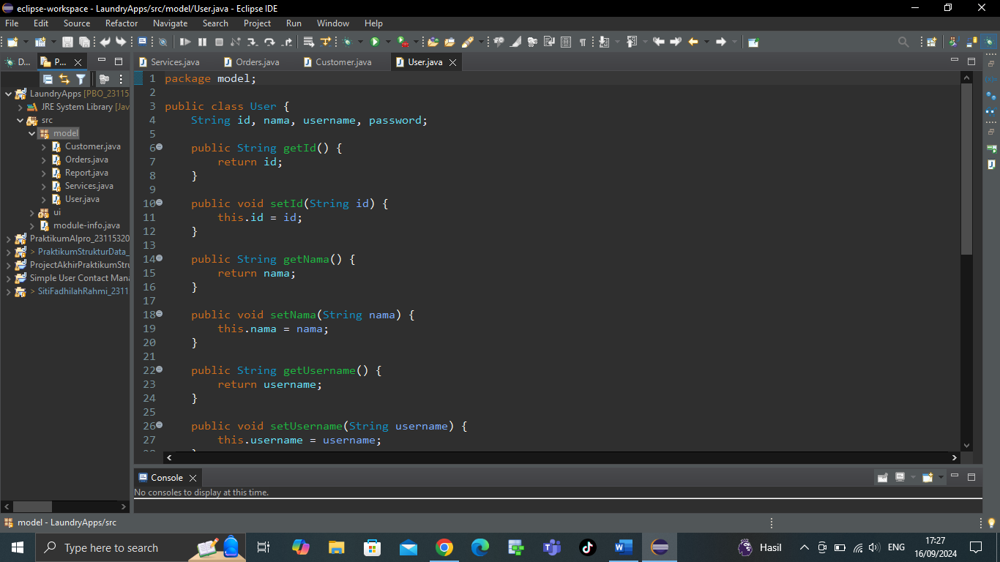 eclipse-workspace - LaundryApps/src/model/User.java - Eclipse IDE
File Edit Source Refactor Navigate Search Project Run Window Help
D... P...
Services.java Orders.java Customer.java User.java
LaundryApps [PBO_23115
JRE System Library [Jav
src
model
Customer.java
Orders.java
Report.java
Services.java
User.java
ui
module-info.java
PraktikumAlpro_23115320
> PraktikumStrukturData_
ProjectAkhirPraktikumStru
Simple User Contact Mana
> SitiFadhilahRahmi_2311
1 package model;
2
3 public class User {
4 String id, nama, username, password;
5
6 public String getId() {
7 return id;
8 }
9
10 public void setId(String id) {
11 this.id = id;
12 }
13
14 public String getNama() {
15 return nama;
16 }
17
18 public void setNama(String nama) {
19 this.nama = nama;
20 }
21
22 public String getUsername() {
23 return username;
24 }
25
26 public void setUsername(String username) {
27 this.username = username;
28 }
Console
No consoles to display at this time.
model - LaundryApps/src
Type here to search
Hasil
ENG
17:27
16/09/2024